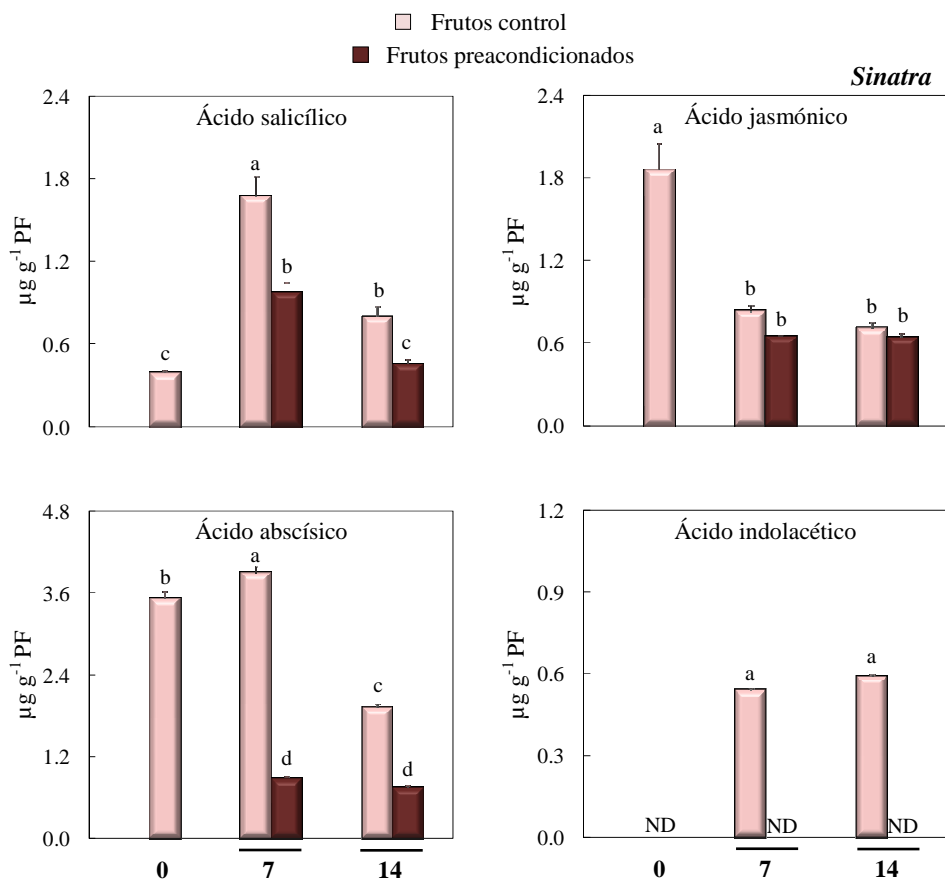 Frutos control
Frutos preacondicionados
Sinatra
Ácido salicílico
µg g-1 PF
2.4
1.8
1.2
0.6
0.0
c
a
b
b
c
Ácido jasmónico
µg g-1 PF
2.4
1.8
1.2
0.6
0.0
a
b
b
b
b
Ácido abscísico
µg g-1 PF
4.8
3.6
2.4
1.2
0.0
b
a
d
c
d
0
7
14
Ácido indolacético
µg g-1 PF
1.2
0.9
0.6
0.3
0.0
ND
a
ND
a
ND
0
7
14